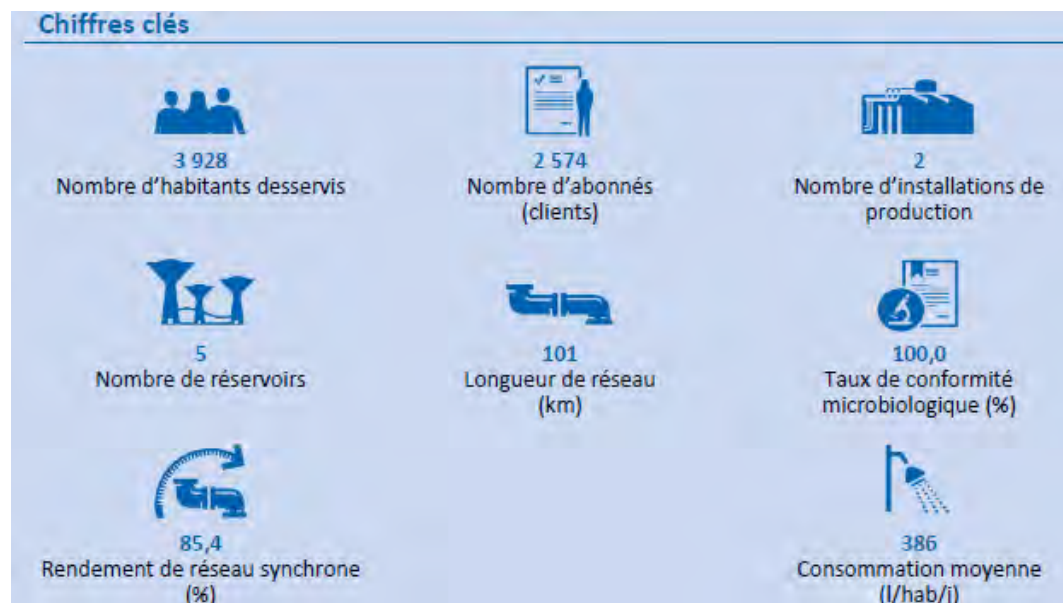 Chiffres clés
3 928
Nombre d'habitants desservis
2 574
Nombre d'abonnés
(clients)
2
Nombre d'installations de
production
5
Nombre de réservoirs
101
Longueur de réseau
(km)
100,0
Taux de conformité
microbiologique (%)
85,4
Rendement de réseau synchrone
(%)
386
Consommation moyenne
(l/hab/j)